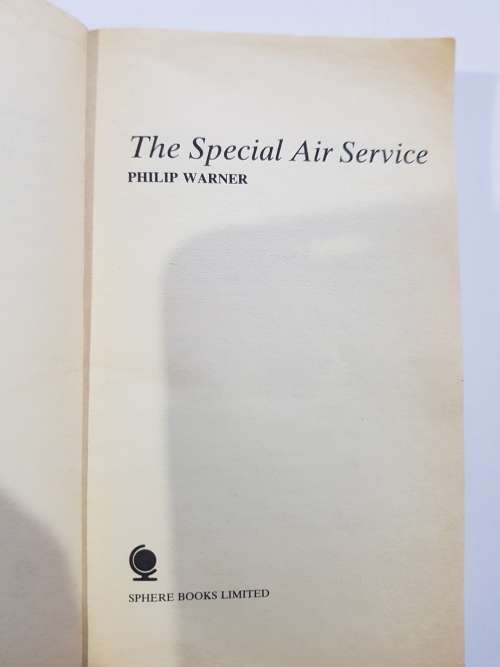 The Special Air Service
PHILIP WARNER
SPHERE BOOKS LIMITED